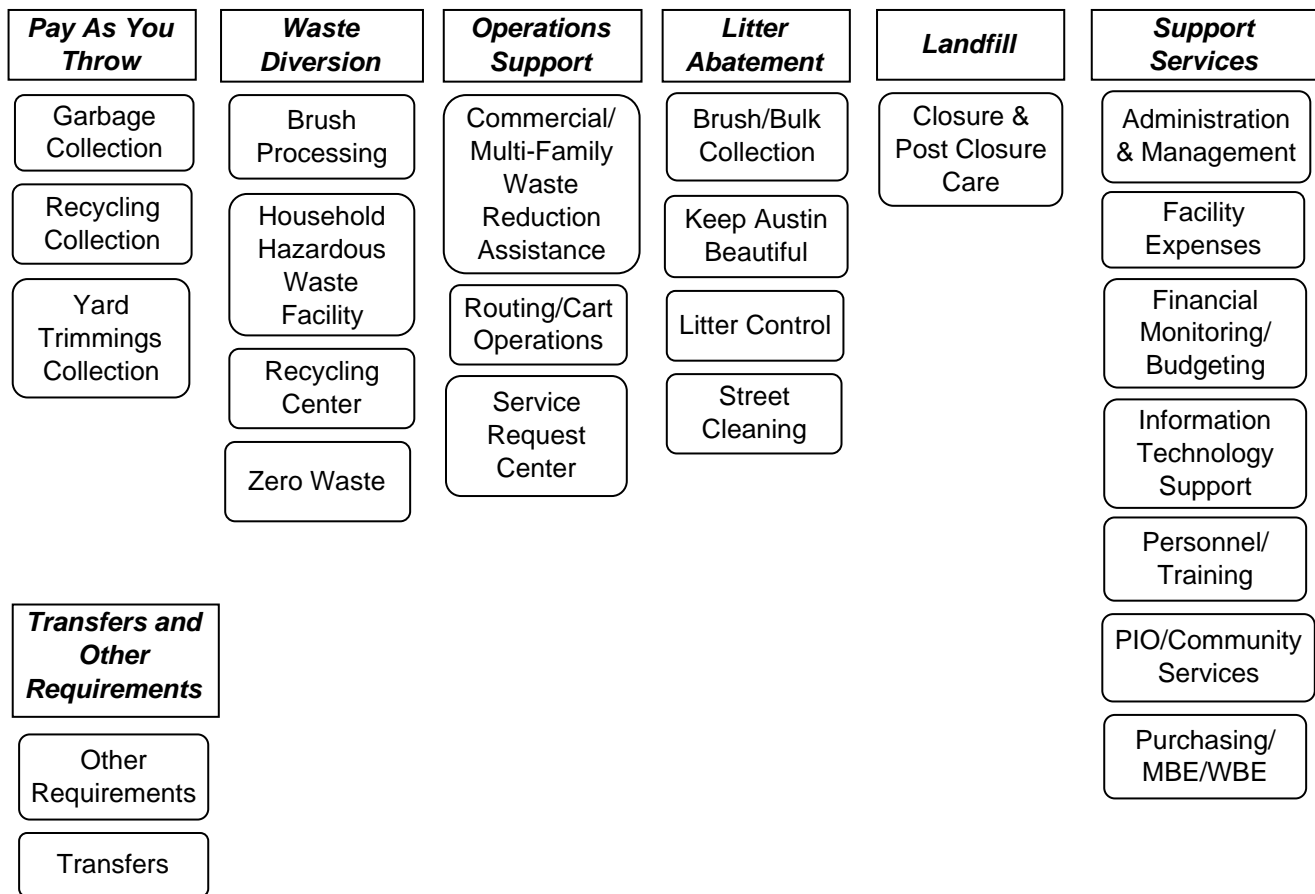 Pay As You
Throw
Garbage
Collection
Recycling
Collection
Yard
Trimmings
Collection
Waste
Diversion
Brush
Processing
Household
Hazardous
Waste
Facility
Recycling
Center
Zero Waste
Operations
Support
Commercial/
Multi-Family
Waste
Reduction
Assistance
Routing/Cart
Operations
Service
Request
Center
Litter
Abatement
Brush/Bulk
Collection
Keep Austin
Beautiful
Litter Control
Street
Cleaning
Landfill
Closure &
Post Closure
Care
Support
Services
Administration
& Management
Facility
Expenses
Financial
Monitoring/
Budgeting
Information
Technology
Support
Personnel/
Training
PIO/Community
Services
Purchasing/
MBE/WBE
Transfers and
Other
Requirements
Other
Requirements
Transfers